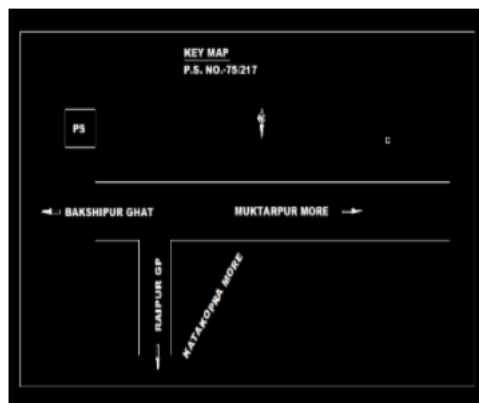 KEY MAP
P.S. NO.-75/217
PS
BAKSHIPUR GHAT
MUKTARPUR MORE
RAIPUR GP
KATAKOPRA MORE